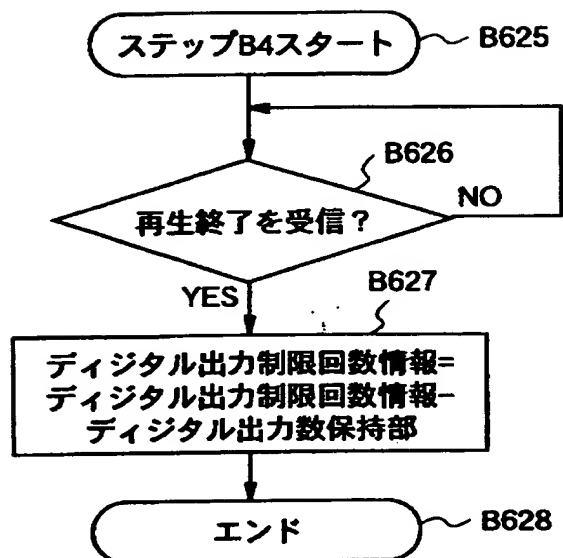 ステップB4スタート
B625
B626
再生終了を受信？
NO
YES
B627
ディジタル出力制限回数情報=
ディジタル出力制限回数情報−
ディジタル出力数保持部
エンド
B628